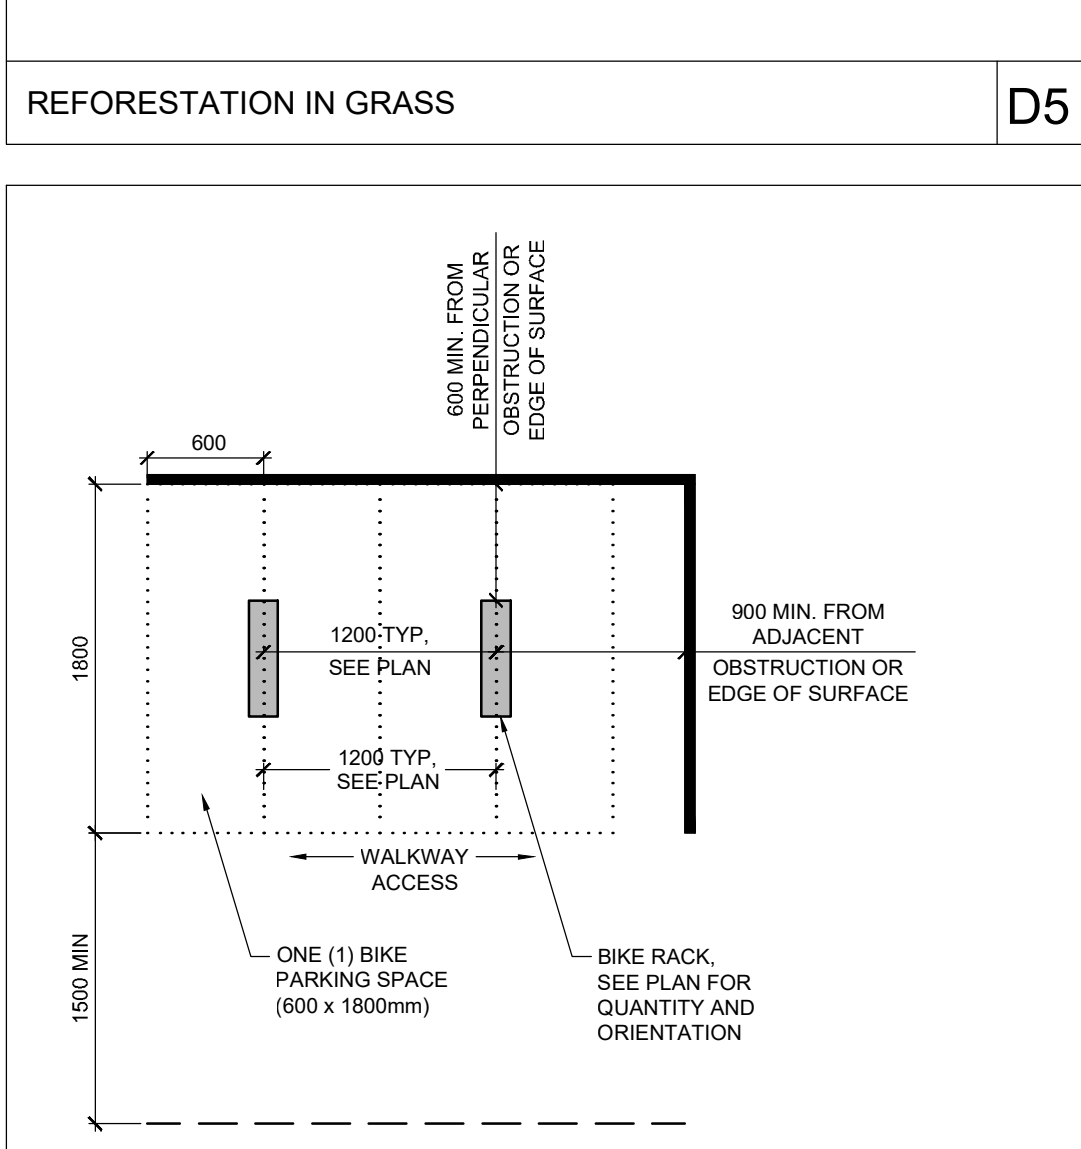 REFORESTATION IN GRASS
D5
600 MIN. FROM
PERPENDICULAR
OBSTRUCTION OR
EDGE OF SURFACE
600
1800
1200 TYP,
SEE PLAN
900 MIN. FROM
ADJACENT
OBSTRUCTION OR
EDGE OF SURFACE
1200 TYP,
SEE PLAN
WALKWAY
ACCESS
1500 MIN
ONE (1) BIKE
PARKING SPACE
(600 x 1800mm)
BIKE RACK,
SEE PLAN FOR
QUANTITY AND
ORIENTATION